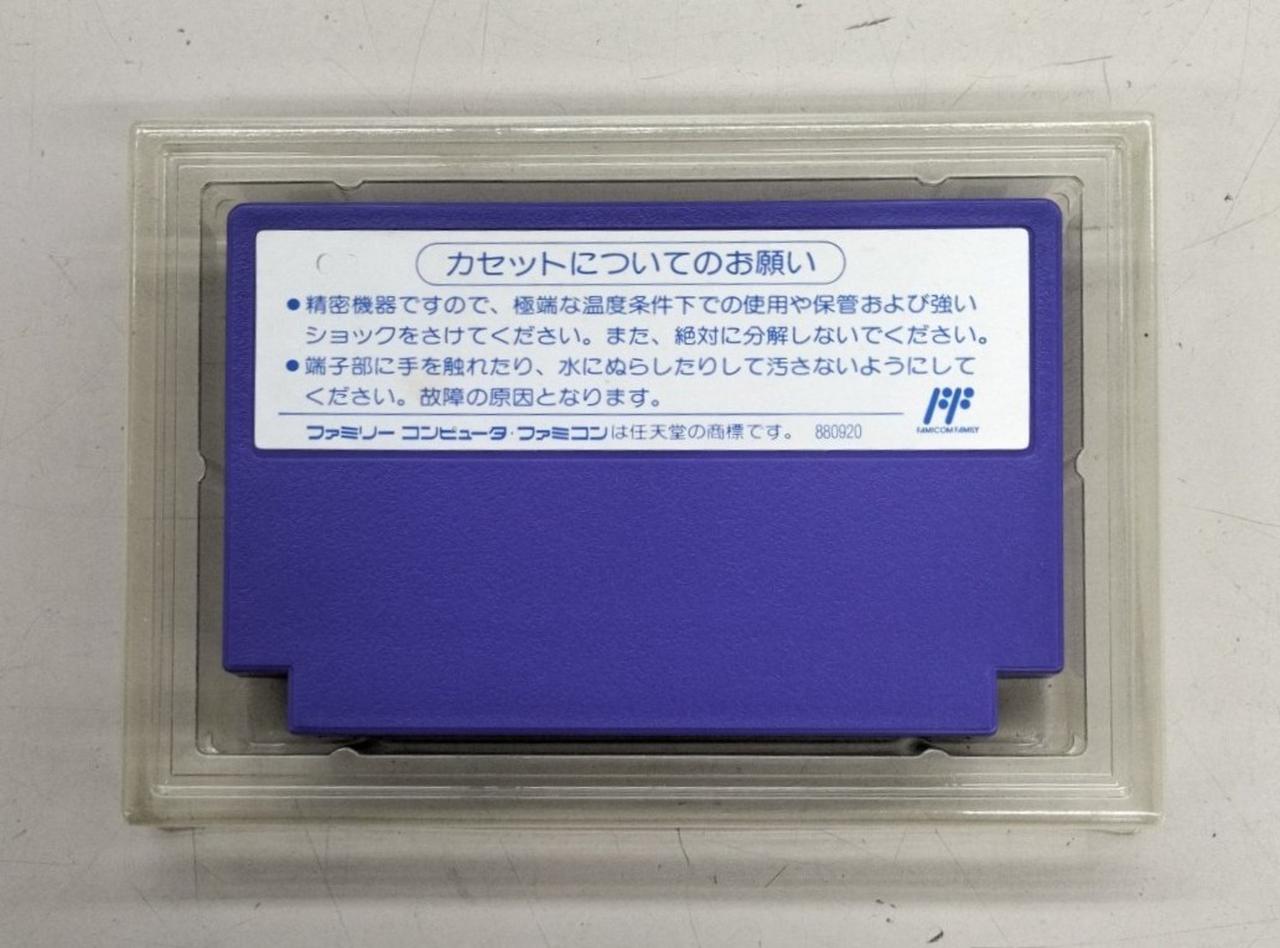 カセットについてのお願い
●精密機器ですので、極端な温度条件下での使用や保管および強い
ショックをさけてください。また、絶対に分解しないでください。
●端子部に手を触れたり、水にぬらしたりして汚さないようにして
ください。故障の原因となります。
ファミリー コンピュータ・ファミコンは任天堂の商標です。 880920
FAMICOM FAMILY